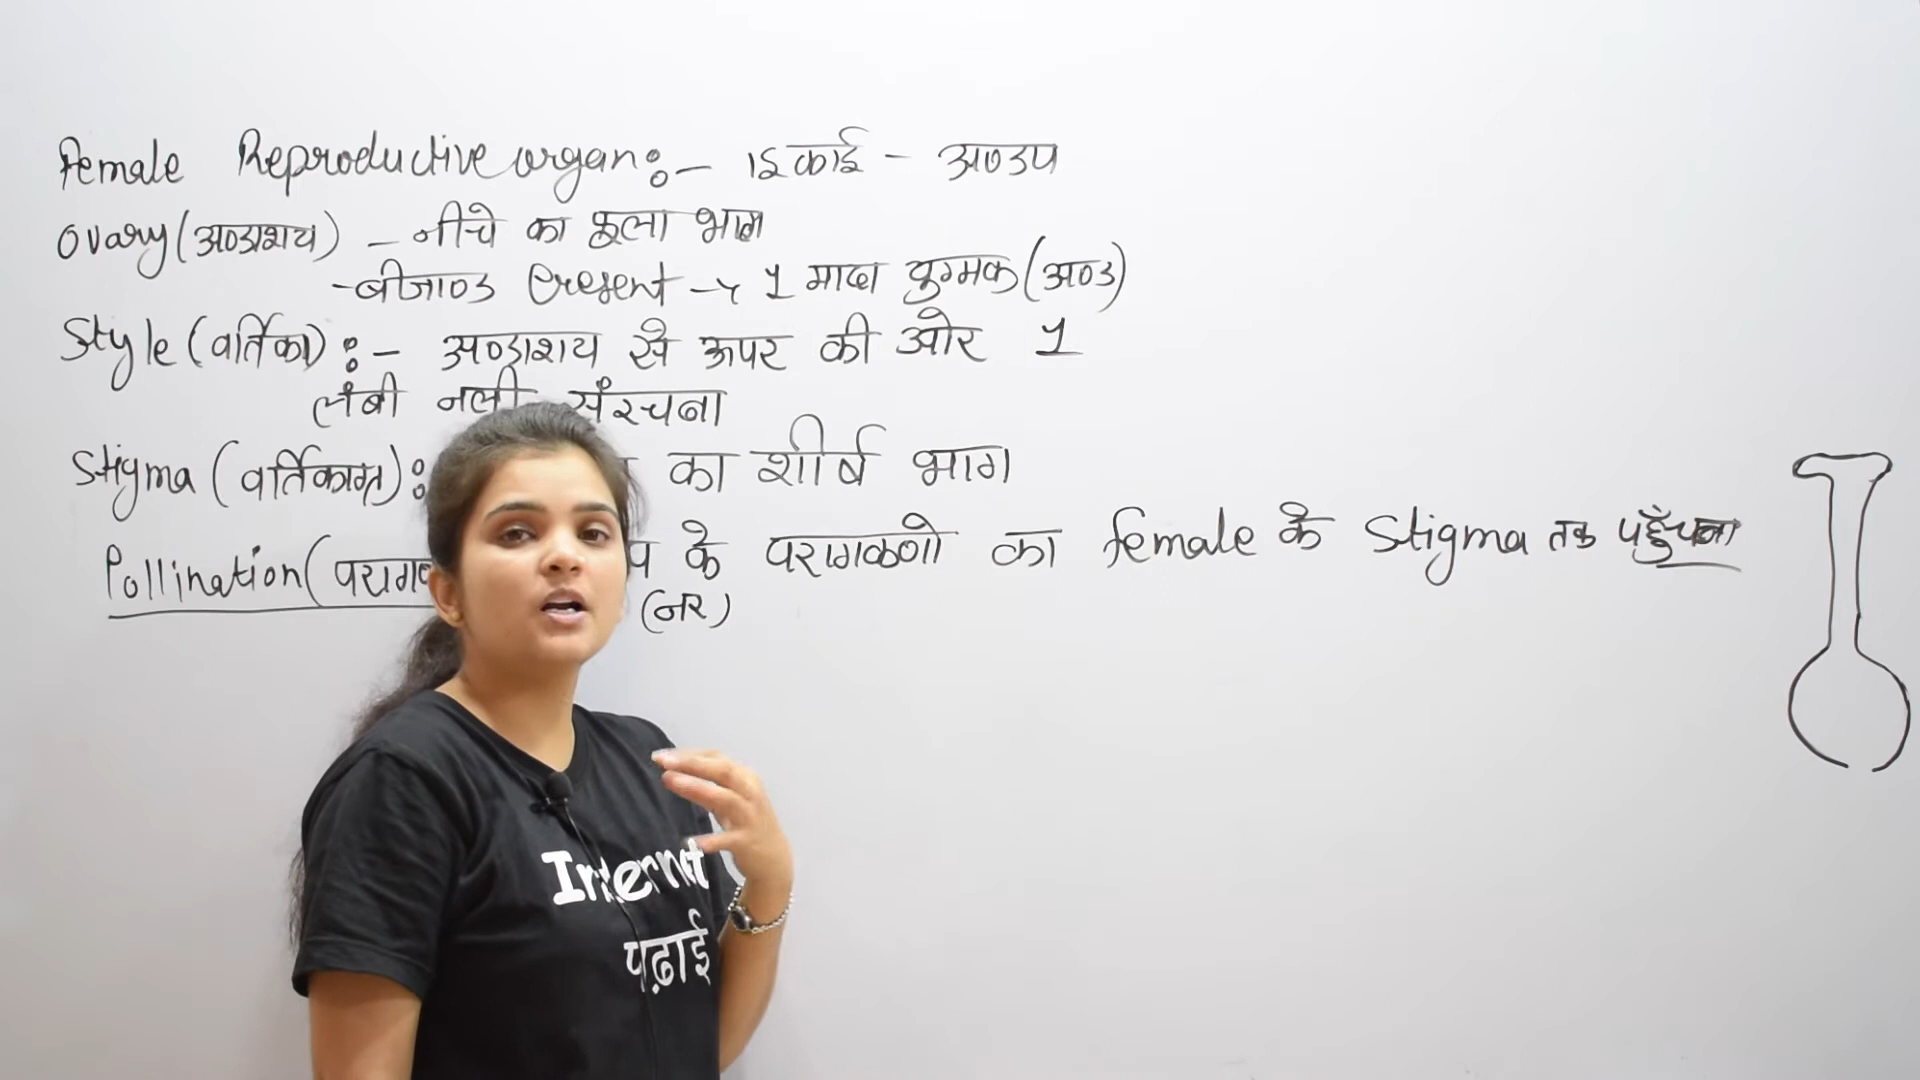 Female Reproductive organ:- इकाई - अण्डप
Ovary (अण्डाशय) - नीचे का फूला भाग
- बीजाण्ड Present → 1 मादा युग्मक (अण्ड)
Style (वर्तिका) :- अण्डाशय से ऊपर की ओर 1
लंबी नली संरचना
Stigma (वर्तिकाग्र) : का शीर्ष भाग
Pollination ( के परागकणो का female के Stigma तक पहुँचना
(नर)
Internet
पढ़ाई